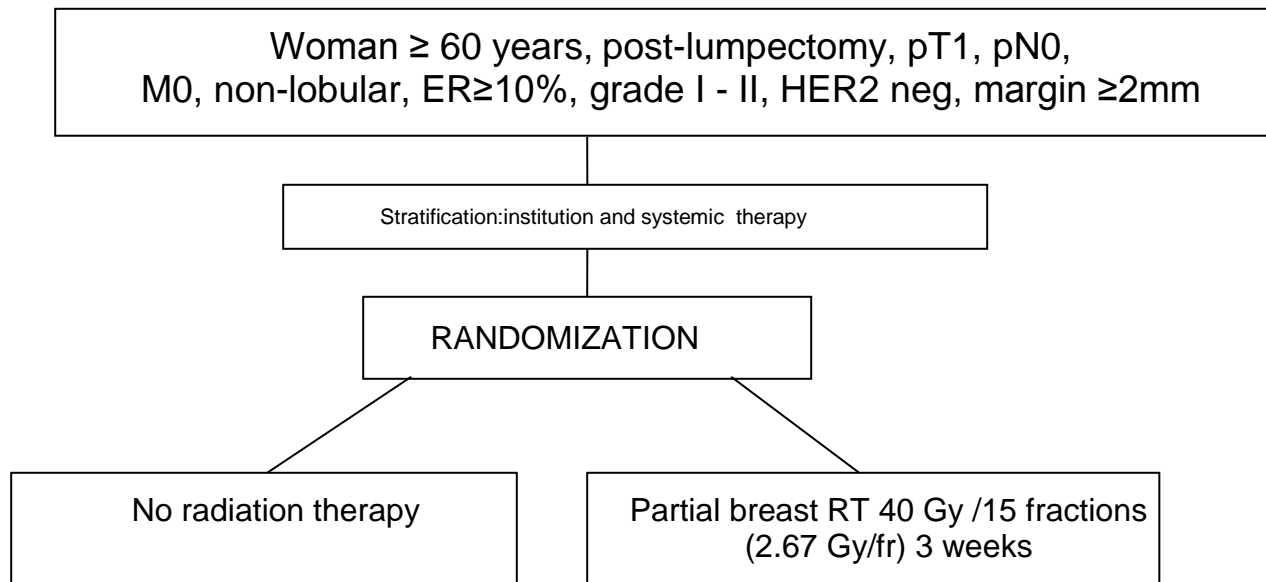 Woman ≥ 60 years, post-lumpectomy, pT1, pN0,
M0, non-lobular, ER≥10%, grade I - II, HER2 neg, margin ≥2mm
Stratification:institution and systemic therapy
RANDOMIZATION
No radiation therapy
Partial breast RT 40 Gy /15 fractions
(2.67 Gy/fr) 3 weeks